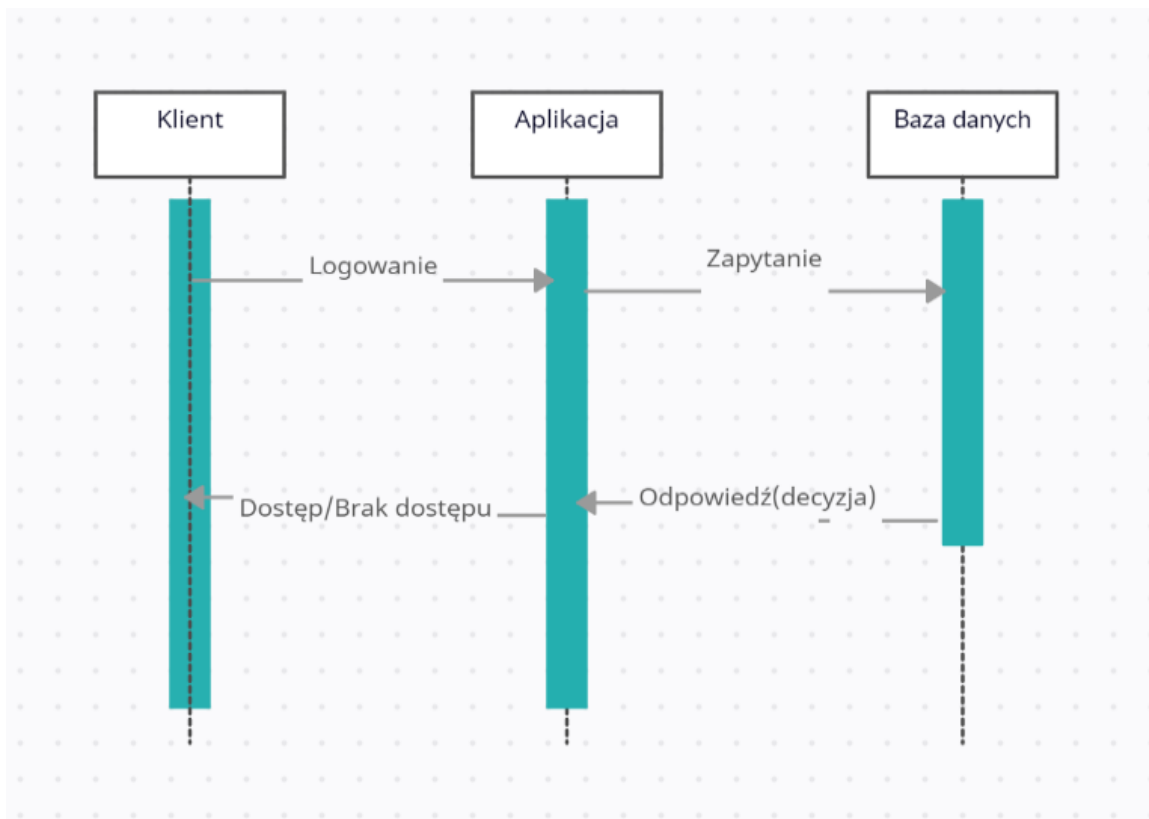 Klient
Aplikacja
Baza danych
Logowanie
Zapytanie
Dostęp/Brak dostępu
Odpowiedź(decyzja)